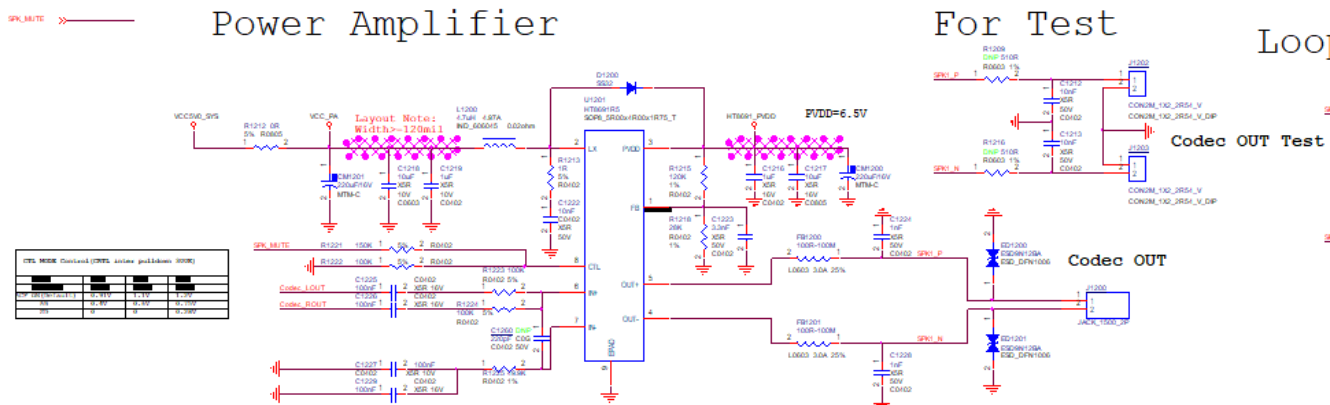 SPK_MUTE
Power Amplifier
For Test
Loop
R1209
DNP 510R
R0603 1%
SPK1_P
J1202
C1212
10nF
X5R
50V
C0402
CON2M_1X2_2R54_V
CON2M_1X2_2R54_V_DIP
D1200
SS32
U1201
HT8691R5
SOP8_5R00x4R00x1R75_T
VCC5V0_SYS
VCC_PA
Layout Note:
Width>=120mil
L1200
4.7uH 4.97A
IND_606045 0.02ohm
HT8691_PVDD
PVDD=6.5V
R1212 0R
5% R0805
R1216
DNP 510R
R0603 1%
SPK1_N
C1213
10nF
X5R
50V
C0402
J1203
Codec OUT Test
CON2M_1X2_2R54_V
CON2M_1X2_2R54_V_DIP
LX
PVDD
CM1201
220uF/16V
MTM-C
C1218
10uF
X5R
10V
C0603
C1219
1uF
X5R
10V
C0402
R1213
1R
5%
R0402
C1222
10nF
C0402
X5R
50V
R1215
120K
1%
R0402
C1216
1uF
X5R
10V
C0402
C1217
10uF
X5R
16V
C0805
CM1200
220uF/16V
MTM-C
FB
R1218
26K
R0402
1%
C1223
3.3nF
X5R
50V
C0402
C1224
1nF
X5R
50V
C0402
SPK_MUTE
R1221 150K 5% R0402
R1222 100K 5% R0402
CTL
FB1200
100R-100M
L0603 3.0A 25%
SPK1_P
ED1200
ESD9N12BA
ESD_DFN1006
Codec OUT
J1200
JACK_1500_2P
R1223 100K
R0402 5%
Codec_LOUT
C1225
100nF
C0402
X5R 16V
Codec_ROUT
C1226
100nF
C0402
X5R 16V
R1224
100K
5%
R0402
IN+
IN-
OUT+
OUT-
EPAD
C1260 DNP
220pF C0G
C0402 50V
FB1201
100R-100M
L0603 3.0A 25%
SPK1_N
ED1201
ESD9N12BA
ESD_DFN1006
C1227
100nF
C0402
X5R 10V
C1229
100nF
C0402
X5R 16V
R0402 1%
C1228
1nF
X5R
50V
C0402